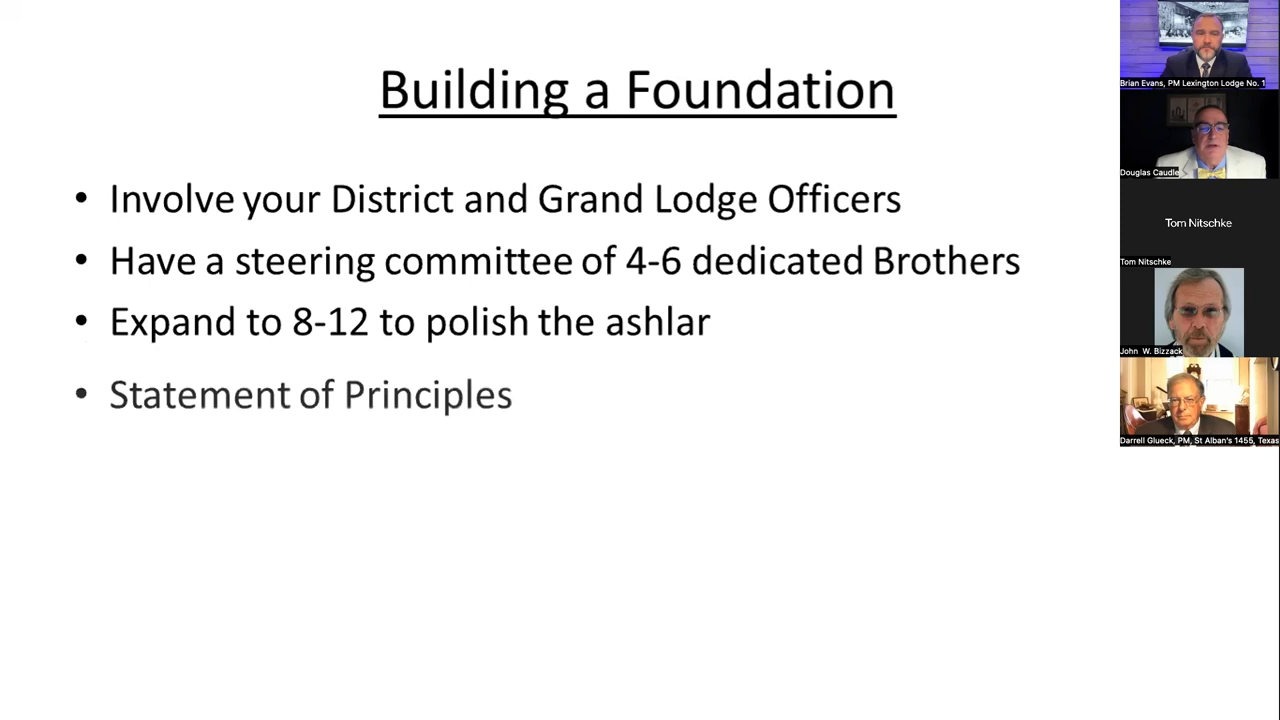 Building a Foundation
• Involve your District and Grand Lodge Officers
• Have a steering committee of 4-6 dedicated Brothers
• Expand to 8-12 to polish the ashlar
• Statement of Principles
Brian Evans, PM Lexington Lodge No. 1
Douglas Caudle
Tom Nitschke
Tom Nitschke
John W. Bizzack
Darrell Glueck, PM, St Alban's 1455, Texas